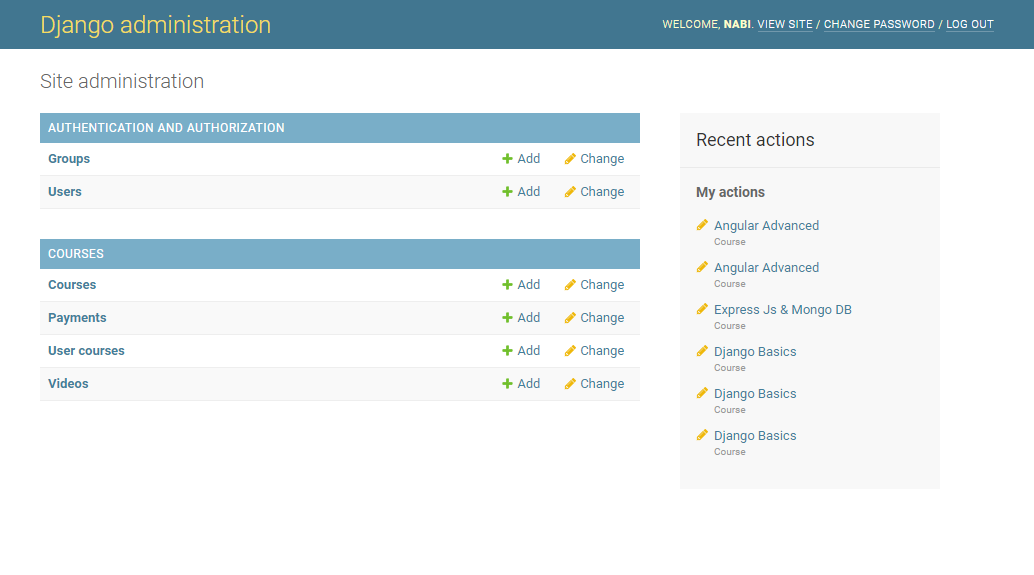 Django administration
WELCOME, NABI. VIEW SITE / CHANGE PASSWORD / LOG OUT
Site administration
AUTHENTICATION AND AUTHORIZATION
Groups Add Change
Users Add Change
COURSES
Courses Add Change
Payments Add Change
User courses Add Change
Videos Add Change
Recent actions
My actions
Angular Advanced
Course
Angular Advanced
Course
Express Js & Mongo DB
Course
Django Basics
Course
Django Basics
Course
Django Basics
Course